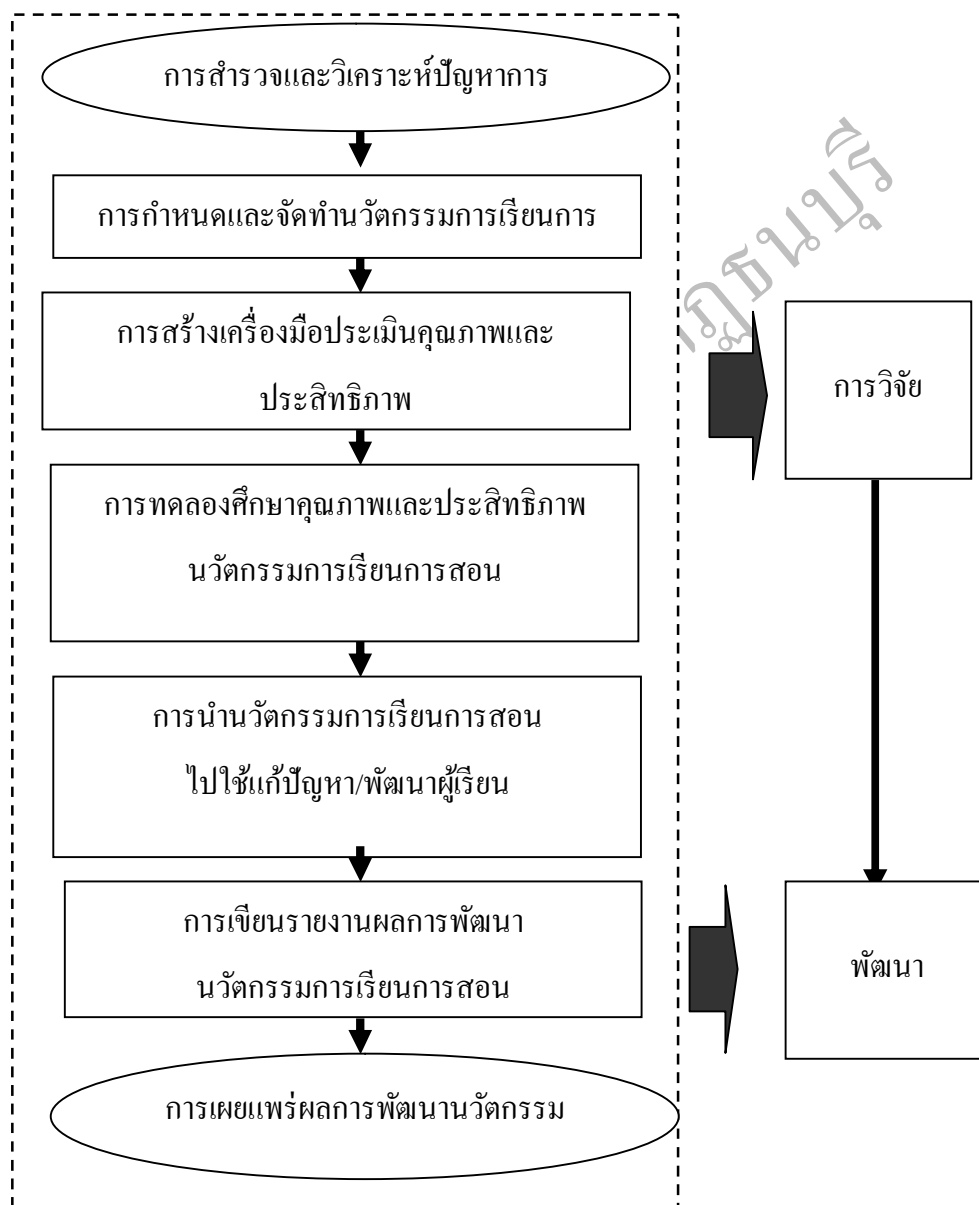 การสำรวจและวิเคราะห์ปัญหาการ
การกำหนดและจัดทำนวัตกรรมการเรียนการ
การสร้างเครื่องมือประเมินคุณภาพและ
ประสิทธิภาพ
การทดลองศึกษาคุณภาพและประสิทธิภาพ
นวัตกรรมการเรียนการสอน
การนำนวัตกรรมการเรียนการสอน
ไปใช้แก้ปัญหา/พัฒนาผู้เรียน
การเขียนรายงานผลการพัฒนา
นวัตกรรมการเรียนการสอน
การเผยแพร่ผลการพัฒนานวัตกรรม
ฏธนบุรี
การวิจัย
พัฒนา